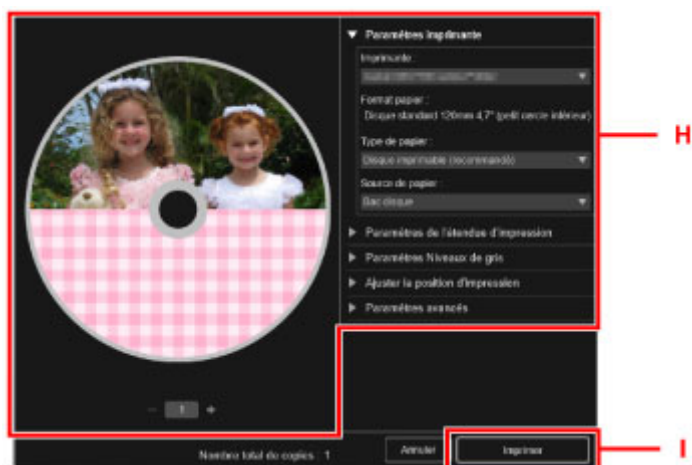 Paramètres Imprimante
Imprimante :
Format papier :
Disque standard 120mm 4,7" (petit cercle intérieur)
H
Type de papier :
Disque imprimable (recommandé)
Source de papier :
Bac disque
Paramètres de l'étendue d'impression
Paramètres Niveaux de gris
Ajuster la position d'impression
Paramètres avancés
- 1 +
Nombre total de copies : 1
Annuler
Imprimer
I